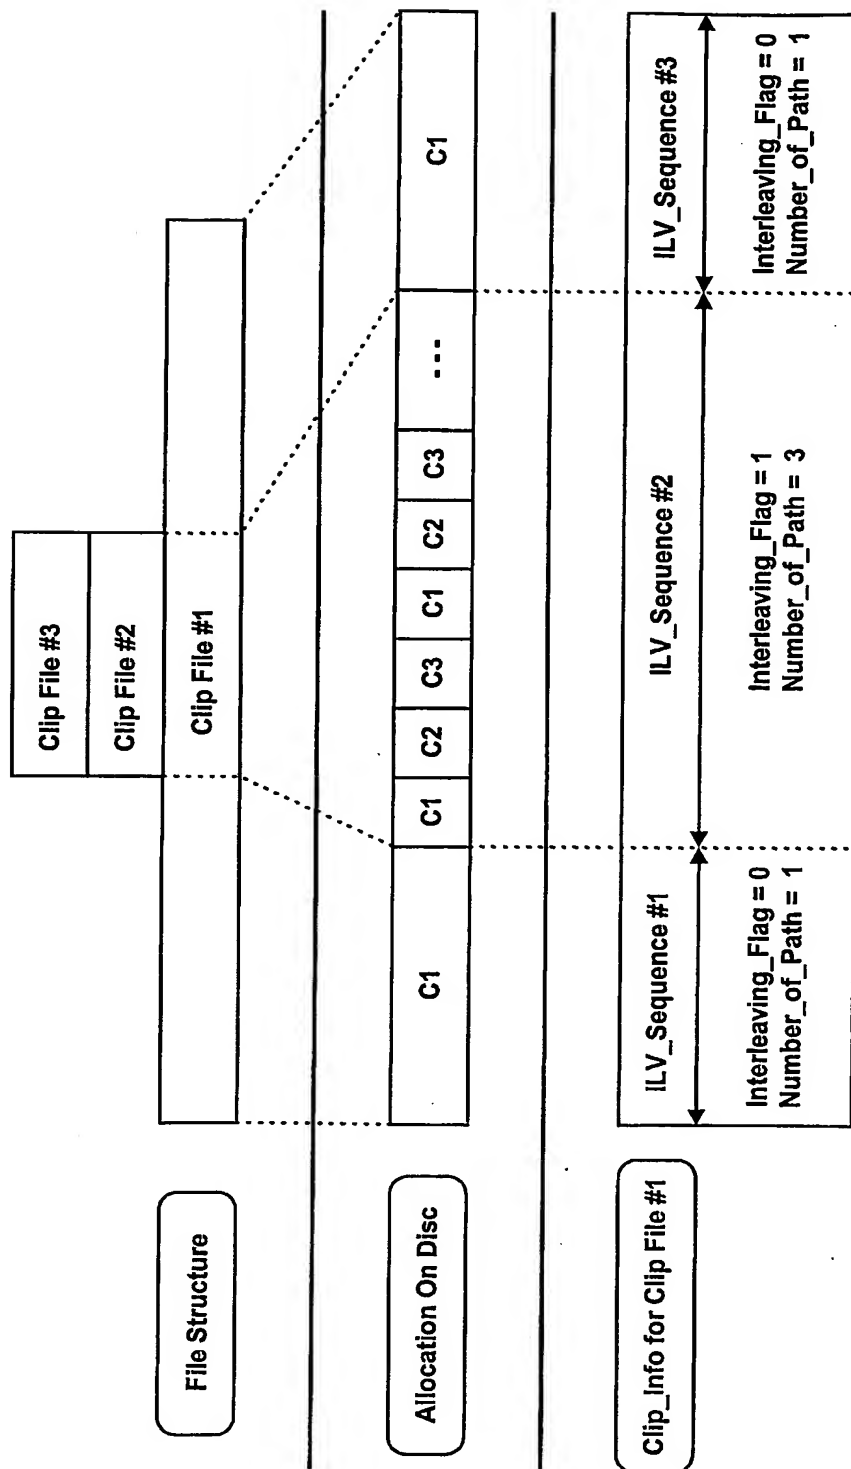 File Structure
Clip File #3
Clip File #2
Clip File #1
Allocation On Disc
C1
C1
C2
C3
C1
C2
C3
---
C1
Clip_Info for Clip File #1
ILV_Sequence #1
Interleaving_Flag = 0
Number_of_Path = 1
ILV_Sequence #2
Interleaving_Flag = 1
Number_of_Path = 3
ILV_Sequence #3
Interleaving_Flag = 0
Number_of_Path = 1